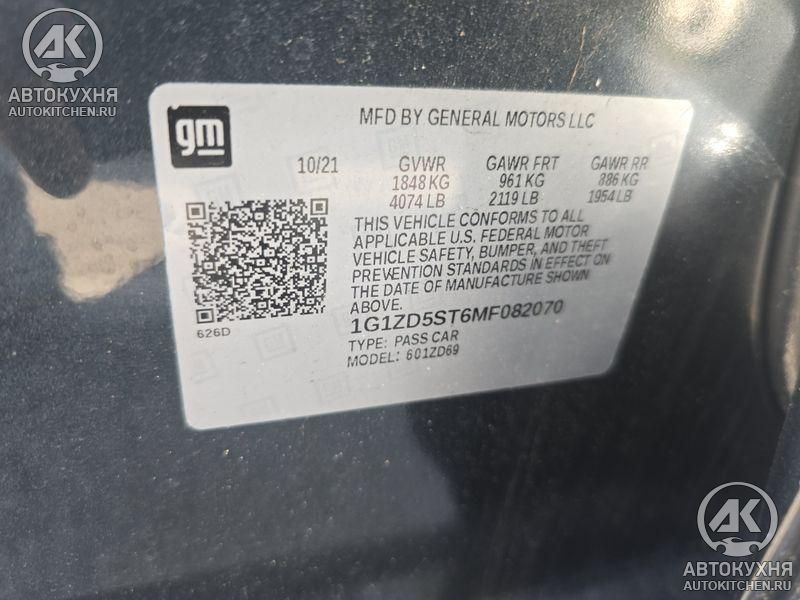 АК
АВТОКУХНЯ
AUTOKITCHEN.RU
gm
MFD BY GENERAL MOTORS LLC
10/21 GVWR GAWR FRT GAWR RR
1848 KG 961 KG 886 KG
4074 LB 2119 LB 1954 LB
THIS VEHICLE CONFORMS TO ALL
APPLICABLE U.S. FEDERAL MOTOR
VEHICLE SAFETY, BUMPER, AND THEFT
PREVENTION STANDARDS IN EFFECT ON
THE DATE OF MANUFACTURE SHOWN
ABOVE.
626D
1G1ZD5ST6MF082070
TYPE: PASS CAR
MODEL: 601ZD69
АК
АВТОКУХНЯ
AUTOKITCHEN.RU